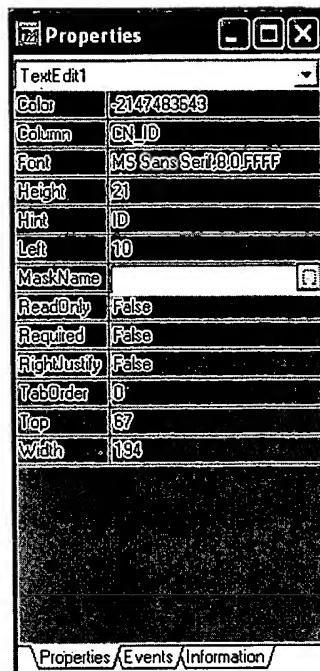 Properties
TextEdit1
Color -2147483643
Column CN_ID
Font MS Sans Serif,8,0,FFFF
Height 21
Hint ID
Left 10
MaskName
ReadOnly False
Required False
RightJustify False
TabOrder 0
Top 67
Width 194
Properties Events Information